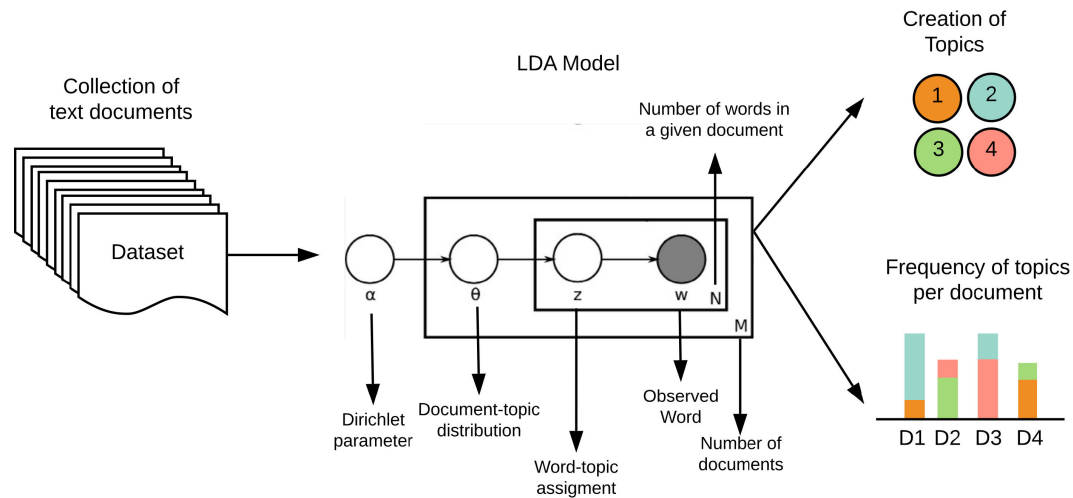 Collection of
text documents
Dataset
LDA Model
Number of words in
a given document
α
θ
z
w
N
M
Dirichlet
parameter
Document-topic
distribution
Word-topic
assigment
Observed
Word
Number of
documents
Creation of
Topics
1
2
3
4
Frequency of topics
per document
D1 D2 D3 D4